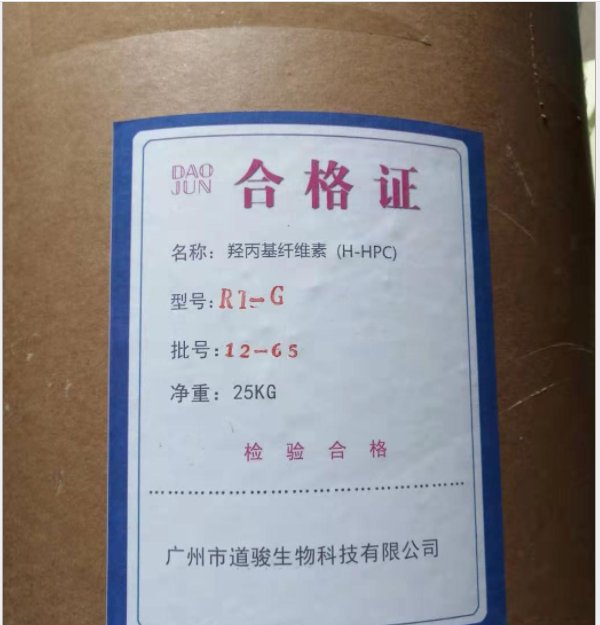 DAO
JUN
合格证
名称：羟丙基纤维素 (H-HPC)
型号：RT-G
批号：12-65
净重：25KG
检验合格
广州市道骏生物科技有限公司